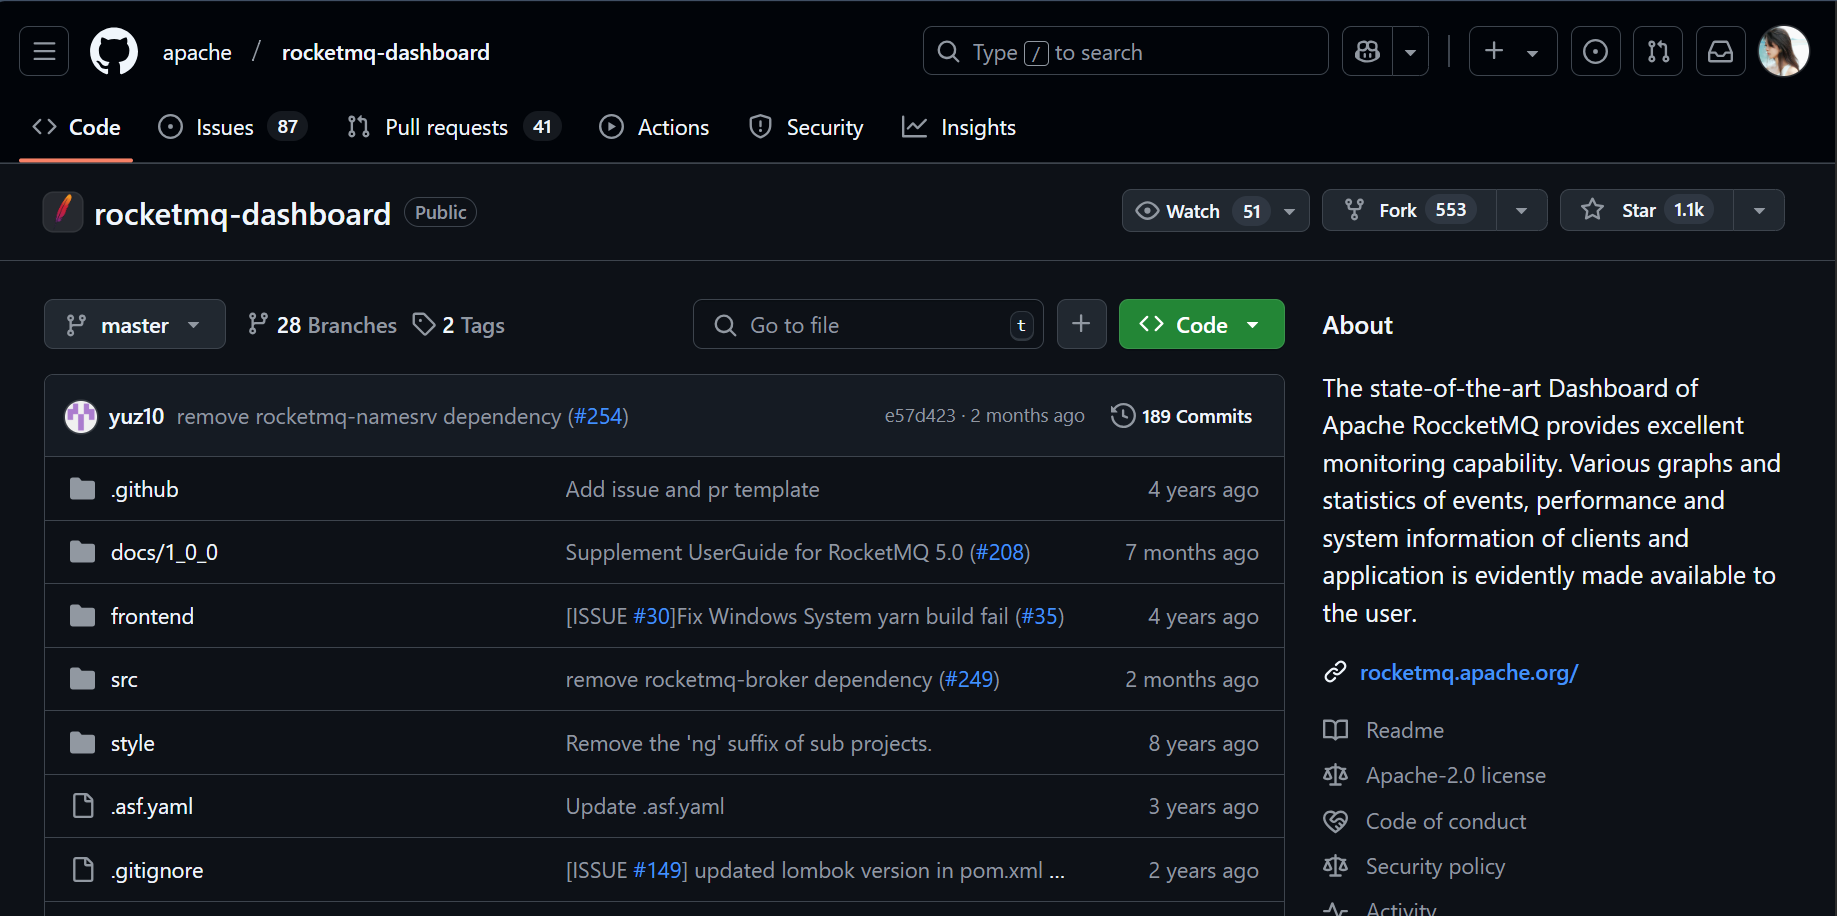 apache / rocketmq-dashboard
Type / to search
Code
Issues 87
Pull requests 41
Actions
Security
Insights
rocketmq-dashboard Public
Watch 51
Fork 553
Star 1.1k
master
28 Branches
2 Tags
Go to file t
Code
yuz10 remove rocketmq-namesrv dependency (#254) e57d423 · 2 months ago 189 Commits
.github Add issue and pr template 4 years ago
docs/1_0_0 Supplement UserGuide for RocketMQ 5.0 (#208) 7 months ago
frontend [ISSUE #30]Fix Windows System yarn build fail (#35) 4 years ago
src remove rocketmq-broker dependency (#249) 2 months ago
style Remove the 'ng' suffix of sub projects. 8 years ago
.asf.yaml Update .asf.yaml 3 years ago
.gitignore [ISSUE #149] updated lombok version in pom.xml ... 2 years ago
About
The state-of-the-art Dashboard of
Apache RoccketMQ provides excellent
monitoring capability. Various graphs and
statistics of events, performance and
system information of clients and
application is evidently made available to
the user.
rocketmq.apache.org/
Readme
Apache-2.0 license
Code of conduct
Security policy
Activity